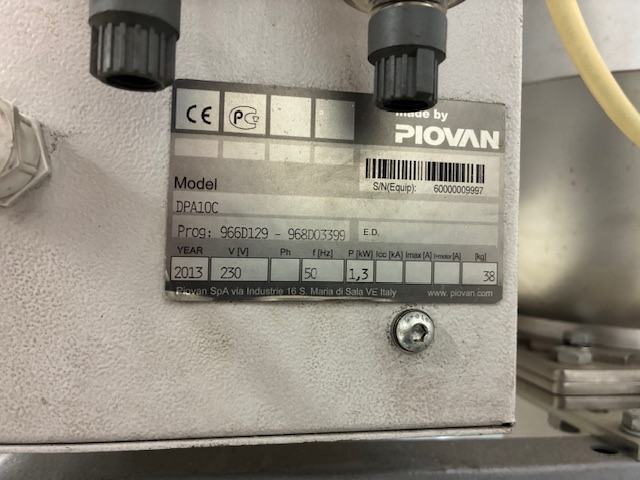 CE PG
made by
PIOVAN
S/N(Equip): 60000009997
Model
DPA10C
Prog: 966D129 - 968D03399 E.D.
YEAR V [V] Ph f [Hz] P [kW] Icc [kA] Imax [A] I+motor [A] [kg]
2013 230 50 1,3 38
Piovan SpA via Industrie 16 S. Maria di Sala VE Italy www.piovan.com